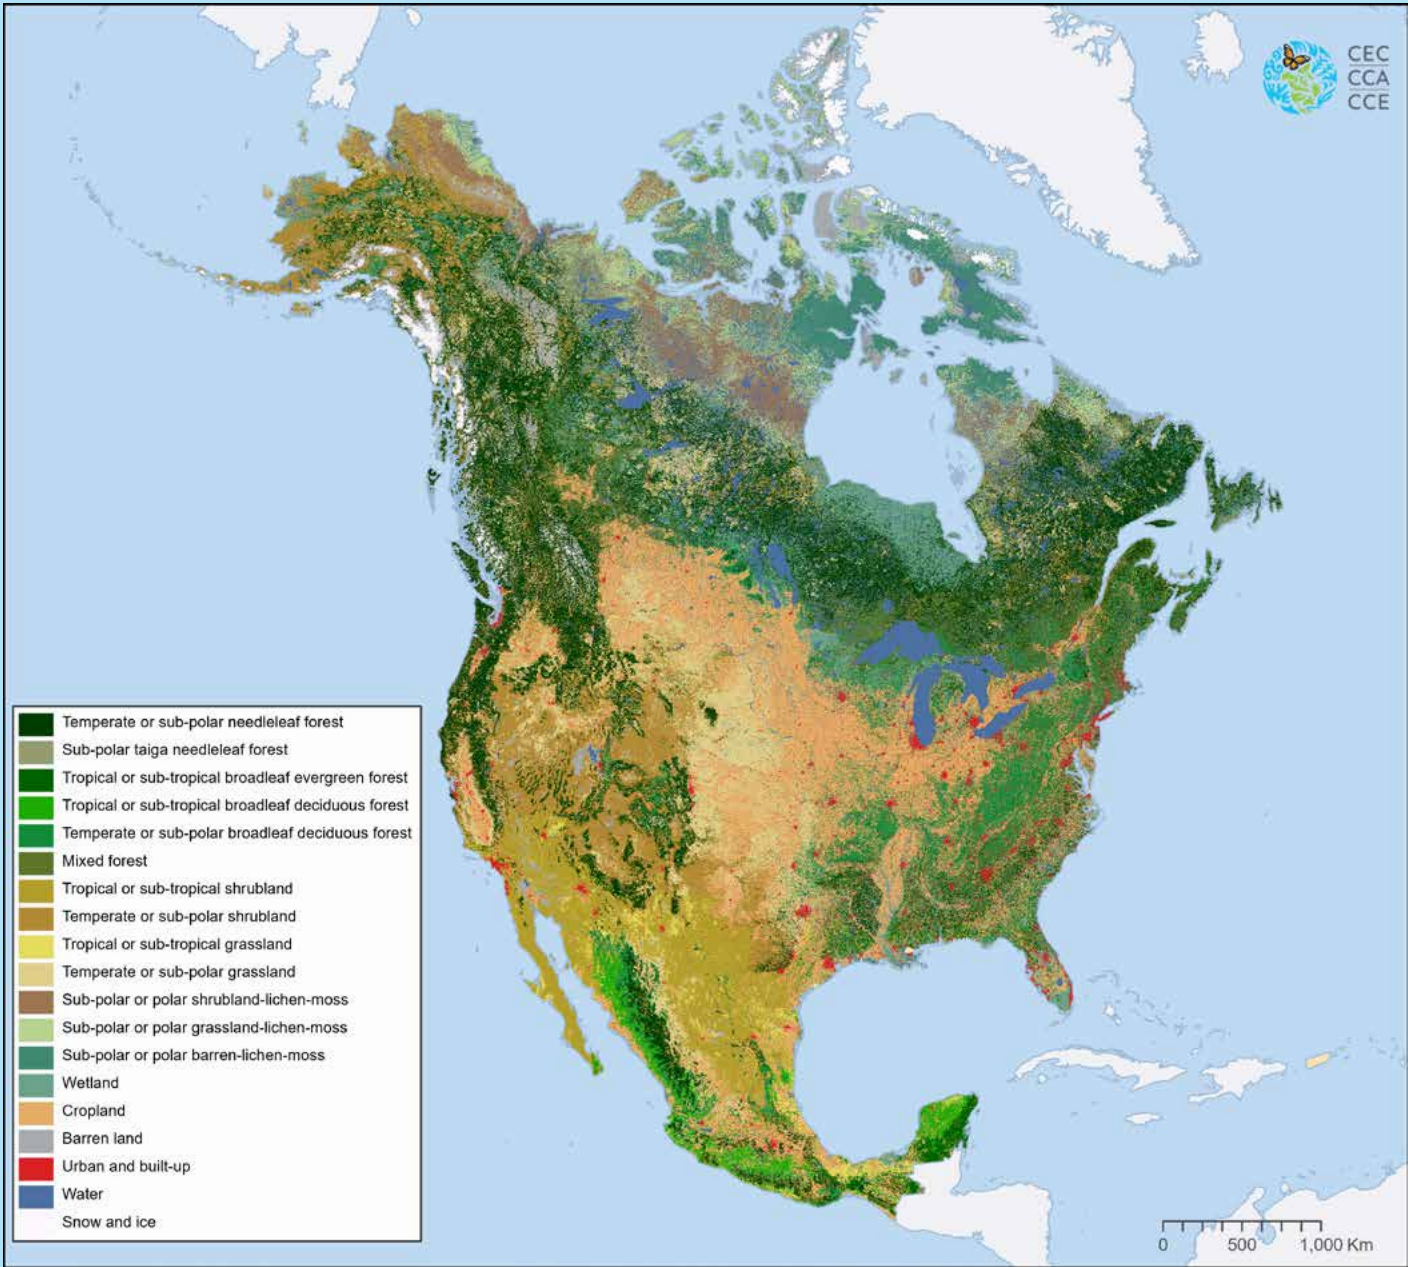 CEC
CCA
CCE
Temperate or sub-polar needleleaf forest
Sub-polar taiga needleleaf forest
Tropical or sub-tropical broadleaf evergreen forest
Tropical or sub-tropical broadleaf deciduous forest
Temperate or sub-polar broadleaf deciduous forest
Mixed forest
Tropical or sub-tropical shrubland
Temperate or sub-polar shrubland
Tropical or sub-tropical grassland
Temperate or sub-polar grassland
Sub-polar or polar shrubland-lichen-moss
Sub-polar or polar grassland-lichen-moss
Sub-polar or polar barren-lichen-moss
Wetland
Cropland
Barren land
Urban and built-up
Water
Snow and ice
0 500 1,000 Km